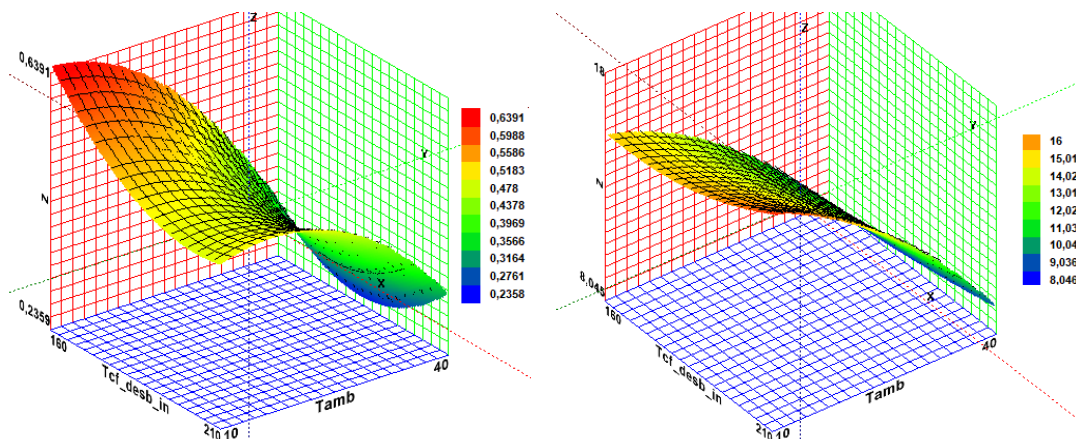 Z
0,6391
Z
0,2359
160
Tcf_desb_in
210
10
Tamb
40
X
Y
0,6391
0,5988
0,5586
0,5183
0,478
0,4378
0,3969
0,3566
0,3164
0,2761
0,2358
Z
18
Z
8,045
160
Tcf_desb_in
210
10
Tamb
40
X
Y
16
15,01
14,02
13,01
12,02
11,03
10,04
9,036
8,046